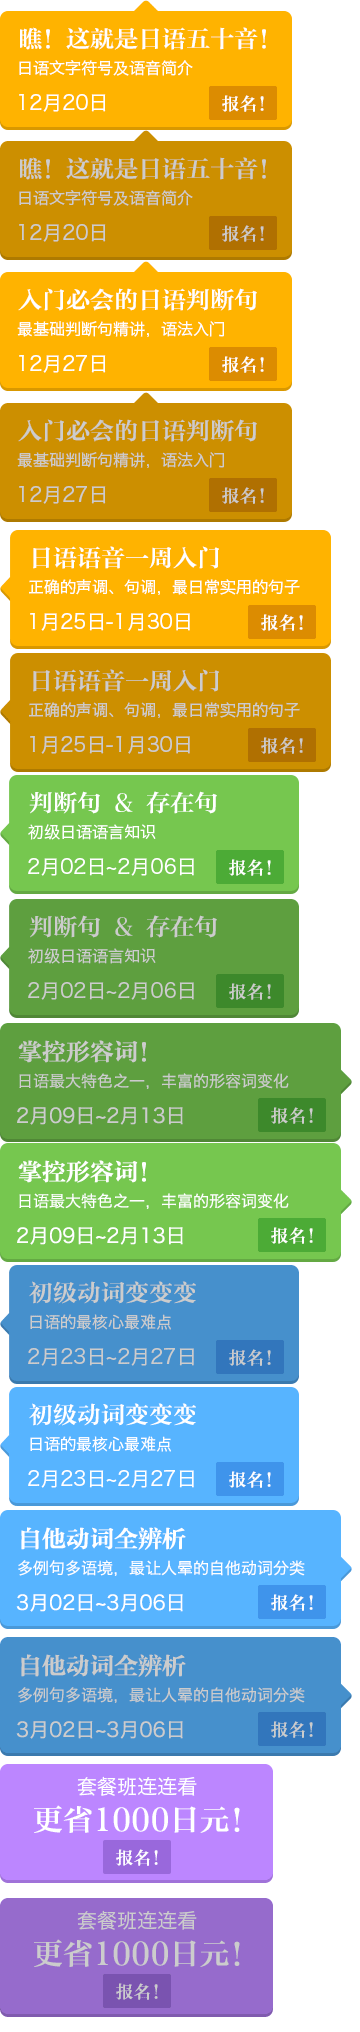 瞧！这就是日语五十音！
日语文字符号及语音简介
12月20日
报名！
瞧！这就是日语五十音！
日语文字符号及语音简介
12月20日
报名！
入门必会的日语判断句
最基础判断句精讲，语法入门
12月27日
报名！
入门必会的日语判断句
最基础判断句精讲，语法入门
12月27日
报名！
日语语音一周入门
正确的声调、句调，最日常实用的句子
1月25日-1月30日
报名！
日语语音一周入门
正确的声调、句调，最日常实用的句子
1月25日-1月30日
报名！
判断句 & 存在句
初级日语语言知识
2月02日~2月06日
报名！
判断句 & 存在句
初级日语语言知识
2月02日~2月06日
报名！
掌控形容词！
日语最大特色之一，丰富的形容词变化
2月09日~2月13日
报名！
掌控形容词！
日语最大特色之一，丰富的形容词变化
2月09日~2月13日
报名！
初级动词变变变
日语的最核心最难点
2月23日~2月27日
报名！
初级动词变变变
日语的最核心最难点
2月23日~2月27日
报名！
自他动词全辨析
多例句多语境，最让人晕的自他动词分类
3月02日~3月06日
报名！
自他动词全辨析
多例句多语境，最让人晕的自他动词分类
3月02日~3月06日
报名！
套餐班连连看
更省1000日元！
报名！
套餐班连连看
更省1000日元！
报名！